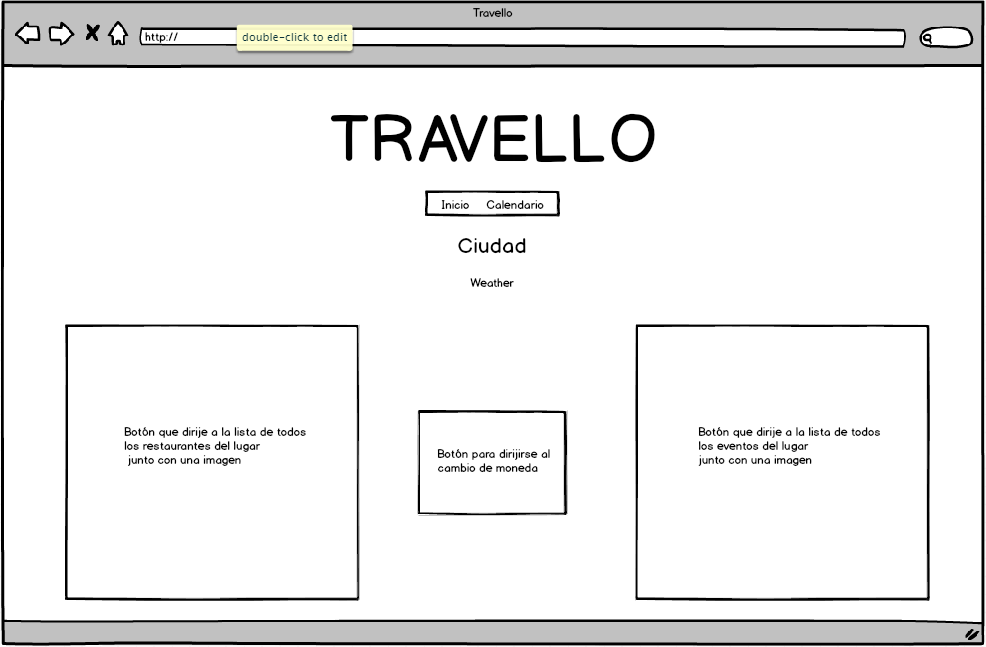 Travello
http://
double-click to edit
TRAVELLO
Inicio Calendario
Ciudad
Weather
Botón que dirije a la lista de todos
los restaurantes del lugar
junto con una imagen
Botón para dirijirse al
cambio de moneda
Botón que dirije a la lista de todos
los eventos del lugar
junto con una imagen